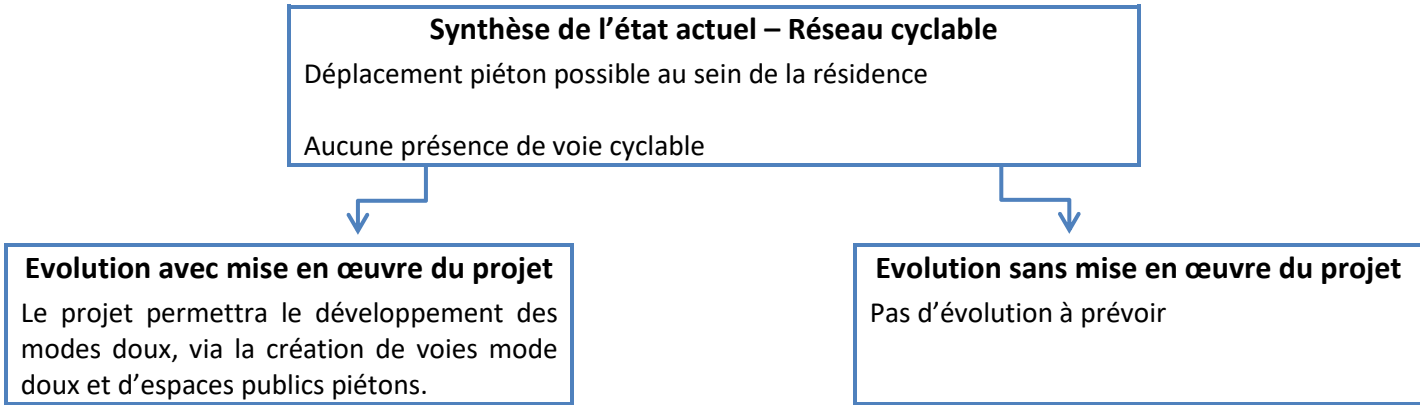 Synthèse de l’état actuel – Réseau cyclable
Déplacement piéton possible au sein de la résidence
Aucune présence de voie cyclable
Evolution avec mise en œuvre du projet
Le projet permettra le développement des
modes doux, via la création de voies mode
doux et d’espaces publics piétons.
Evolution sans mise en œuvre du projet
Pas d’évolution à prévoir